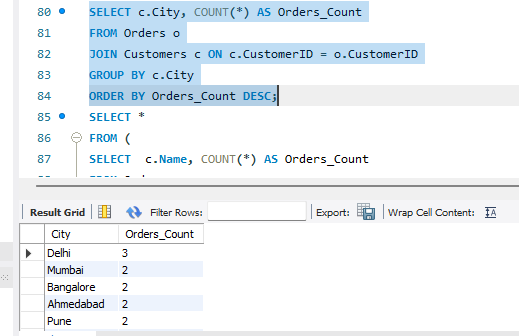 80 SELECT c.City, COUNT(*) AS Orders_Count
81 FROM Orders o
82 JOIN Customers c ON c.CustomerID = o.CustomerID
83 GROUP BY c.City
84 ORDER BY Orders_Count DESC;
85 SELECT *
86 FROM (
87 SELECT c.Name, COUNT(*) AS Orders_Count
Result Grid Filter Rows: Export: Wrap Cell Content: IA
City Orders_Count
Delhi 3
Mumbai 2
Bangalore 2
Ahmedabad 2
Pune 2